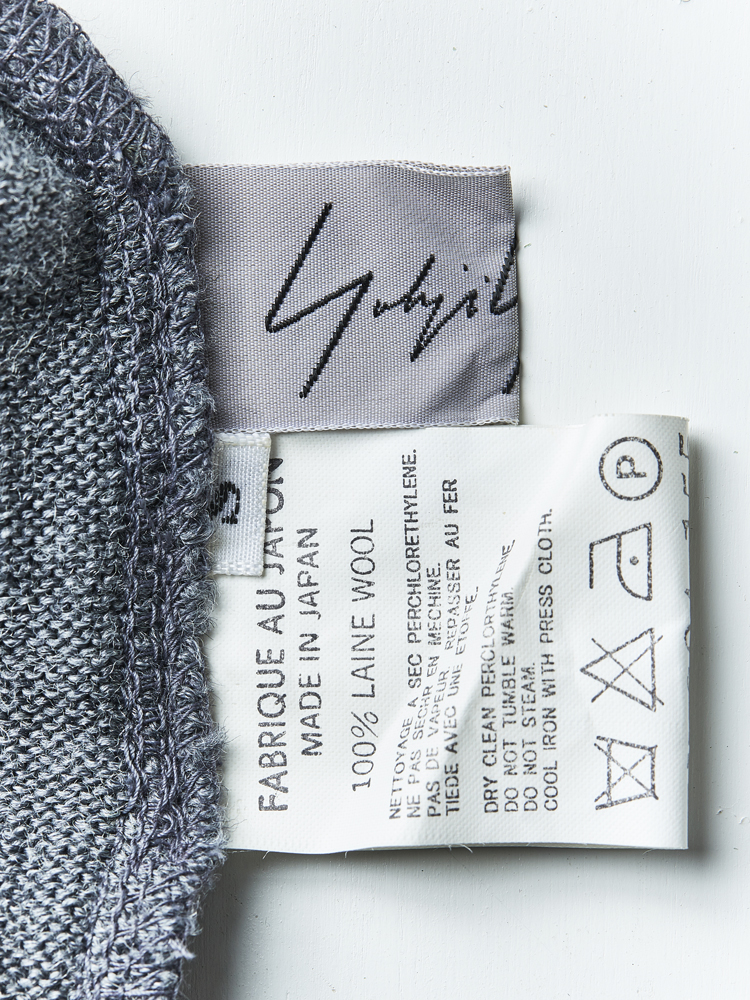 Yohji
S
FABRIQUE AU JAPON
MADE IN JAPAN
100% LAINE WOOL
NETTOYAGE A SEC PERCHLORETHYLENE.
NE PAS SECHR EN MECHINE.
PAS DE VAPEUR. REPASSER AU FER
TIEDE AVEC UNE ETOFFE.
DRY CLEAN PERCLORTHYLENE.
DO NOT TUMBLE WARM.
DO NOT STEAM.
COOL IRON WITH PRESS CLOTH.
P